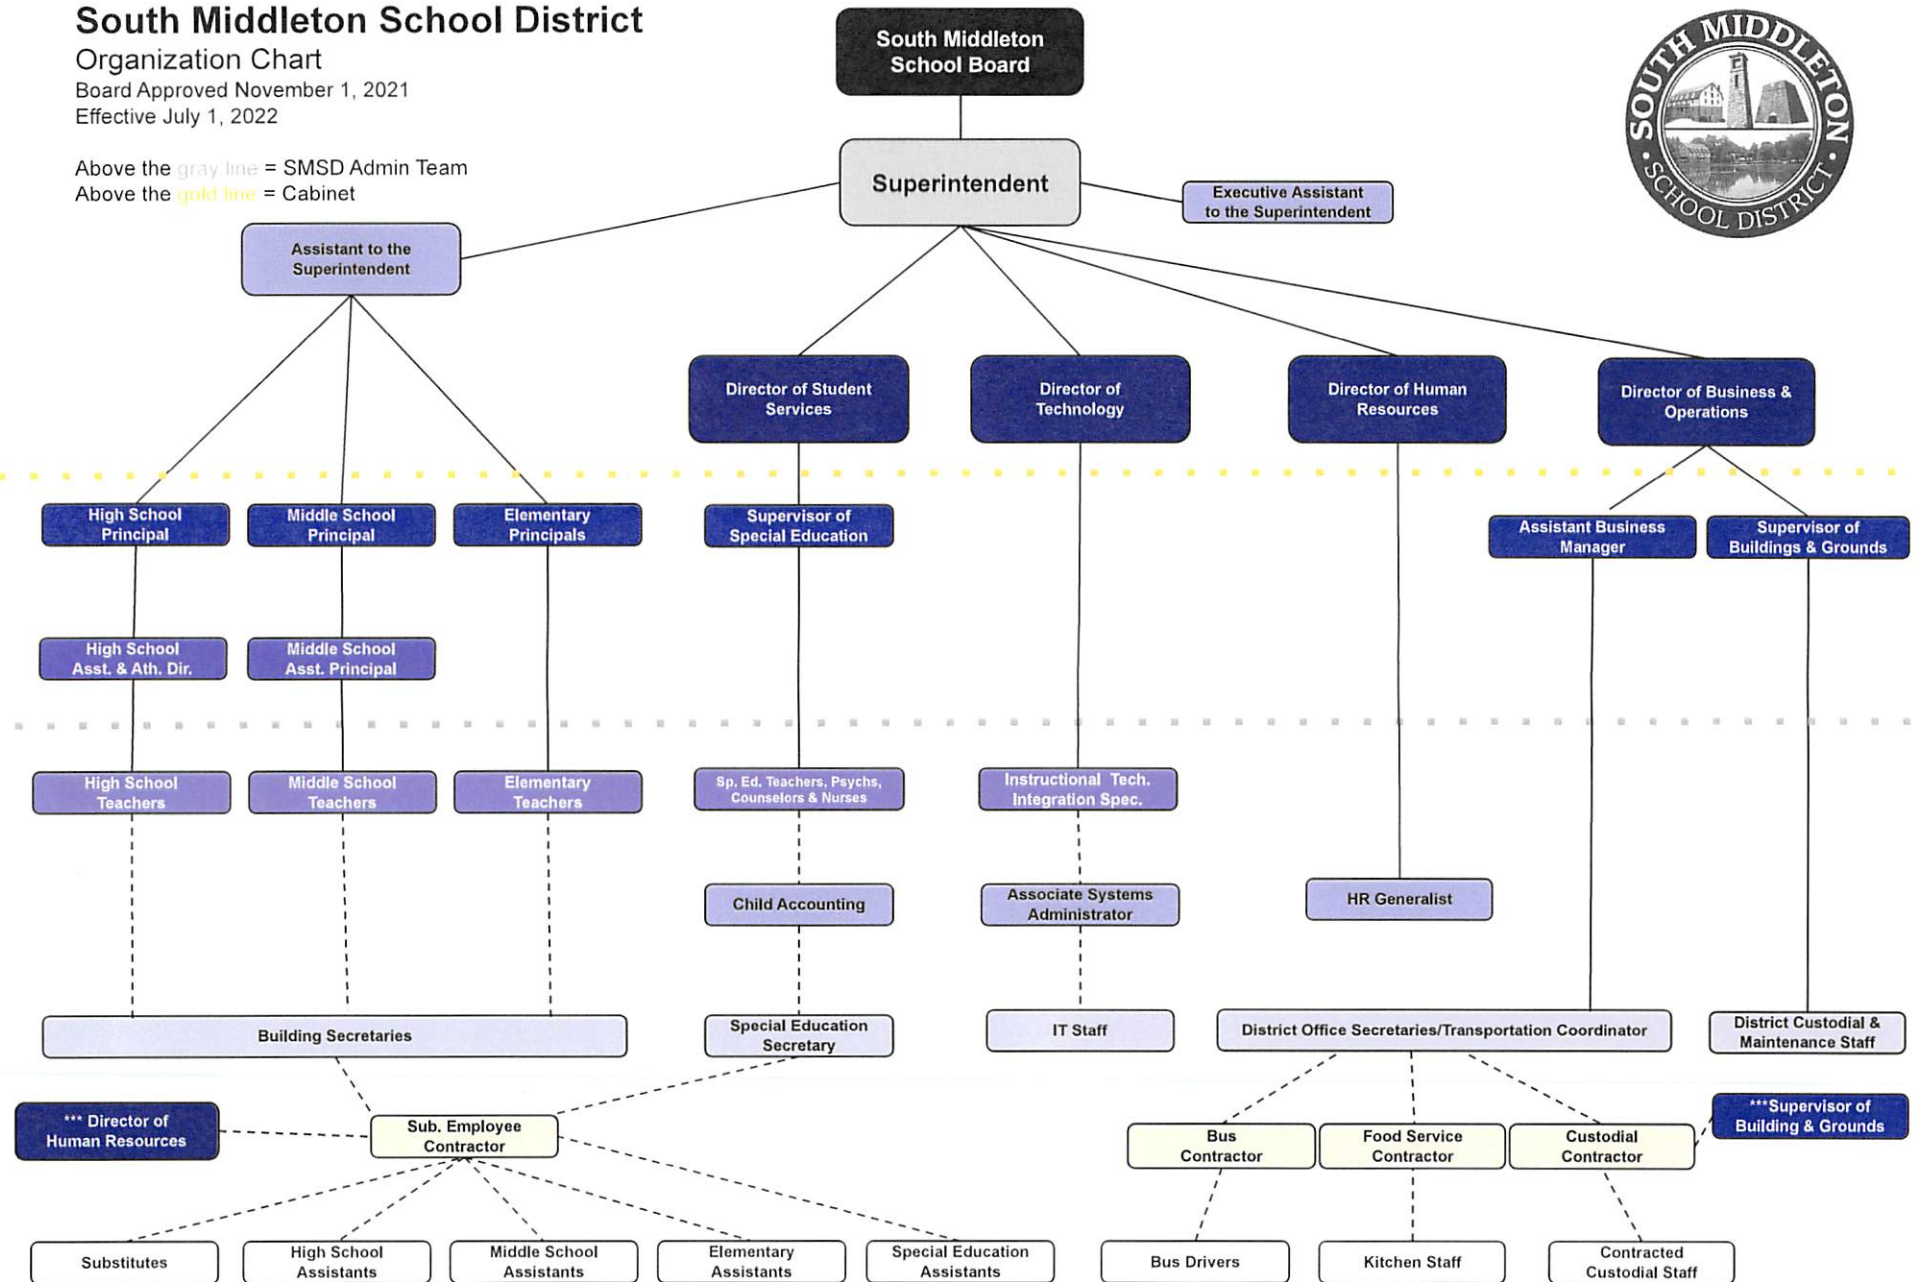 South Middleton School District
Organization Chart
Board Approved November 1, 2021
Effective July 1, 2022
Above the gray line = SMSD Admin Team
Above the gold line = Cabinet
South Middleton
School Board
SOUTH MIDDLETON
SCHOOL DISTRICT
Superintendent
Executive Assistant
to the Superintendent
Assistant to the
Superintendent
Director of Student
Services
Director of
Technology
Director of Human
Resources
Director of Business &
Operations
High School
Principal
Middle School
Principal
Elementary
Principals
Supervisor of
Special Education
Assistant Business
Manager
Supervisor of
Buildings & Grounds
High School
Asst. & Ath. Dir.
Middle School
Asst. Principal
High School
Teachers
Middle School
Teachers
Elementary
Teachers
Sp. Ed. Teachers, Psychs,
Counselors & Nurses
Instructional Tech.
Integration Spec.
Child Accounting
Associate Systems
Administrator
HR Generalist
Building Secretaries
Special Education
Secretary
IT Staff
District Office Secretaries/Transportation Coordinator
District Custodial &
Maintenance Staff
*** Director of
Human Resources
Sub. Employee
Contractor
Bus
Contractor
Food Service
Contractor
Custodial
Contractor
***Supervisor of
Building & Grounds
Substitutes
High School
Assistants
Middle School
Assistants
Elementary
Assistants
Special Education
Assistants
Bus Drivers
Kitchen Staff
Contracted
Custodial Staff